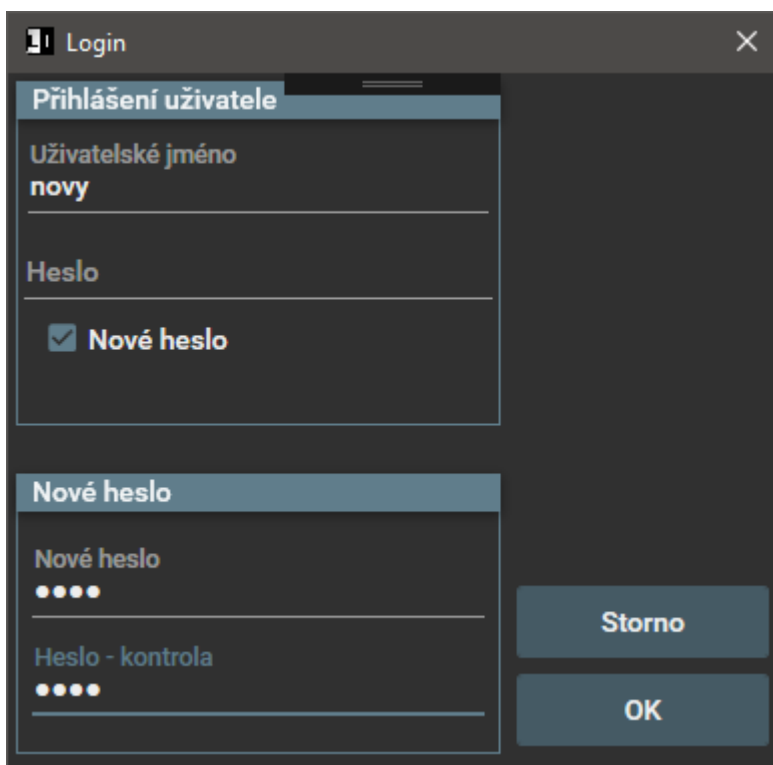 Login
Přihlášení uživatele
Uživatelské jméno
novy
Heslo
Nové heslo
Nové heslo
Nové heslo
••••
Heslo - kontrola
••••
Storno
OK